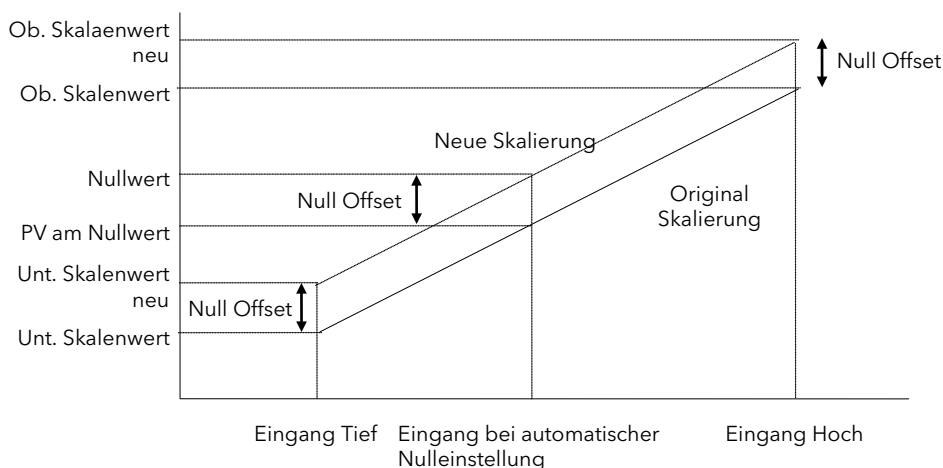 Ob. Skalaenwert
neu
Null Offset
Ob. Skalenwert
Neue Skalierung
Nullwert
Null Offset
Original
Skalierung
PV am Nullwert
Unt. Skalenwert
neu
Null Offset
Unt. Skalenwert
Eingang Tief
Eingang bei automatischer
Nulleinstellung
Eingang Hoch